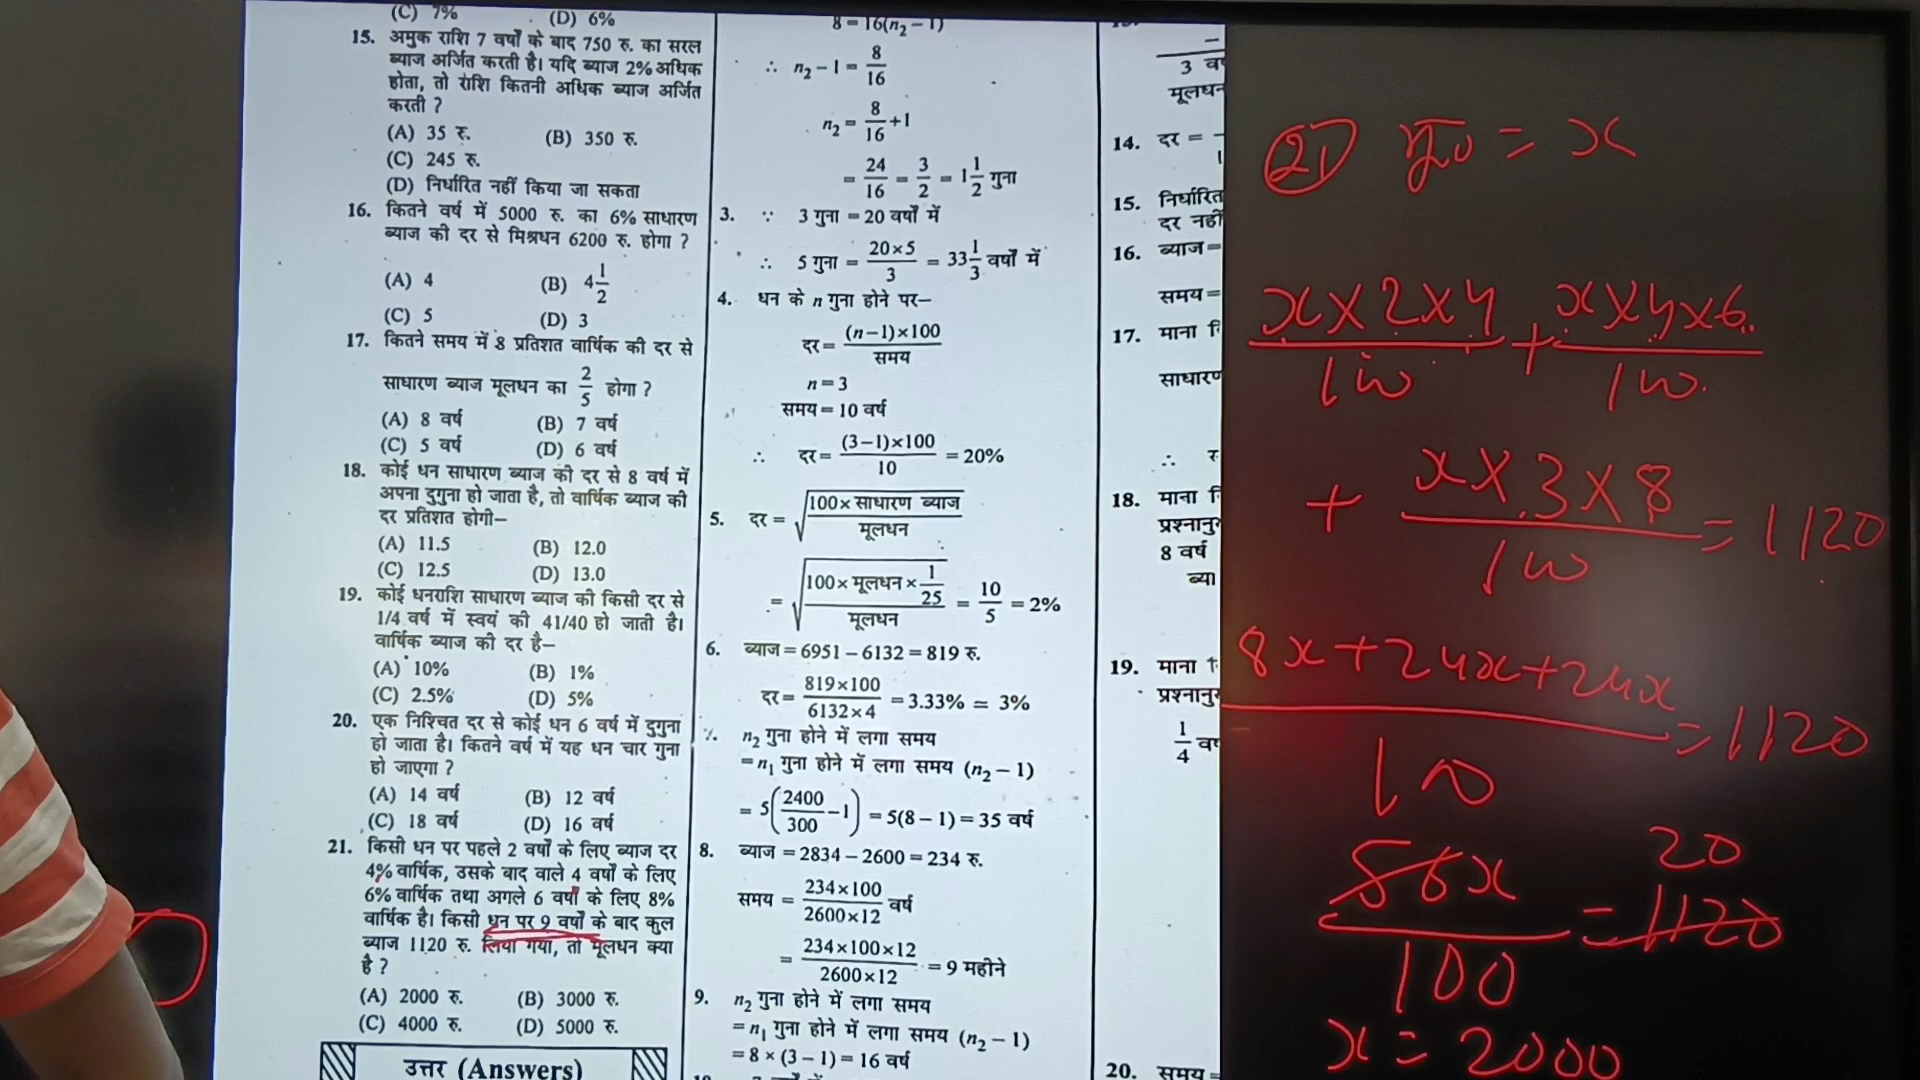 (C) 7% (D) 6%
15. अमुक राशि 7 वर्षों के बाद 750 रु. का सरल
ब्याज अर्जित करती है। यदि ब्याज 2% अधिक
होता, तो राशि कितनी अधिक ब्याज अर्जित
करती ?
(A) 35 रु. (B) 350 रु.
(C) 245 रु.
(D) निर्धारित नहीं किया जा सकता
16. कितने वर्ष में 5000 रु. का 6% साधारण
ब्याज की दर से मिश्रधन 6200 रु. होगा ?
(A) 4 (B) 4 1/2
(C) 5 (D) 3
17. कितने समय में 8 प्रतिशत वार्षिक की दर से
साधारण ब्याज मूलधन का 2/5 होगा ?
(A) 8 वर्ष (B) 7 वर्ष
(C) 5 वर्ष (D) 6 वर्ष
18. कोई धन साधारण ब्याज की दर से 8 वर्ष में
अपना दुगुना हो जाता है, तो वार्षिक ब्याज की
दर प्रतिशत होगी–
(A) 11.5 (B) 12.0
(C) 12.5 (D) 13.0
19. कोई धनराशि साधारण ब्याज की किसी दर से
1/4 वर्ष में स्वयं की 41/40 हो जाती है।
वार्षिक ब्याज की दर है–
(A) 10% (B) 1%
(C) 2.5% (D) 5%
20. एक निश्चित दर से कोई धन 6 वर्ष में दुगुना
हो जाता है। कितने वर्ष में यह धन चार गुना
हो जाएगा ?
(A) 14 वर्ष (B) 12 वर्ष
(C) 18 वर्ष (D) 16 वर्ष
21. किसी धन पर पहले 2 वर्षों के लिए ब्याज दर
4% वार्षिक, उसके बाद वाले 4 वर्षों के लिए
6% वार्षिक तथा अगले 6 वर्षों के लिए 8%
वार्षिक है। किसी धन पर 9 वर्षों के बाद कुल
ब्याज 1120 रु. लिया गया, तो मूलधन क्या
है ?
(A) 2000 रु. (B) 3000 रु.
(C) 4000 रु. (D) 5000 रु.
उत्तर (Answers)
8 = 16(n₂ – 1)
∴ n₂ – 1 = 8/16
n₂ = 8/16 + 1
= 24/16 = 3/2 = 1 1/2 गुना
3. ∵ 3 गुना = 20 वर्षों में
∴ 5 गुना = 20×5/3 = 33 1/3 वर्षों में
4. धन के n गुना होने पर–
दर = (n–1)×100/समय
n = 3
समय = 10 वर्ष
∴ दर = (3–1)×100/10 = 20%
5. दर = √(100× साधारण ब्याज/मूलधन)
= √(100× मूलधन × 1/25/मूलधन) = 10/5 = 2%
6. ब्याज = 6951 – 6132 = 819 रु.
दर = 819×100/6132×4 = 3.33% = 3%
n₂ गुना होने में लगा समय
= n₁ गुना होने में लगा समय (n₂ – 1)
= 5(2400/300 – 1) = 5(8 – 1) = 35 वर्ष
8. ब्याज = 2834 – 2600 = 234 रु.
समय = 234×100/2600×12 वर्ष
= 234×100×12/2600×12 = 9 महीने
9. n₂ गुना होने में लगा समय
= n₁ गुना होने में लगा समय (n₂ – 1)
= 8 × (3 – 1) = 16 वर्ष
3 वर्ष
मूलधन
14. दर =
15. निर्धारित
दर नहीं
16. ब्याज =
समय =
17. माना
साधारण
∴
18. माना
प्रश्नानु
8 वर्ष
ब्या
19. माना
प्रश्नानु
1/4 वर्ष
20. समय =
21 मू० = x
x×2×4/100 + x×4×6/100
+ x×3×8/100 = 1120
8x+24x+24x/100 = 1120
20
56x/100 = 1120
x = 2000